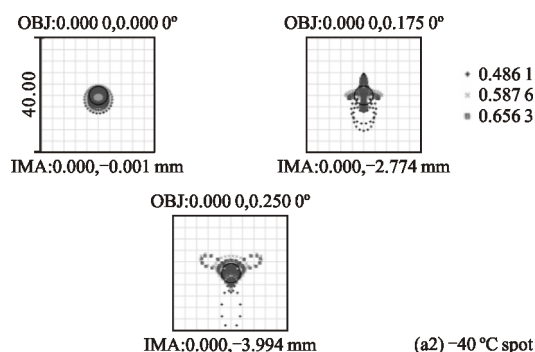 OBJ:0.000 0,0.000 0°
OBJ:0.000 0,0.175 0°
40.00
0.486 1
0.587 6
0.656 3
IMA:0.000,−0.001 mm
IMA:0.000,−2.774 mm
OBJ:0.000 0,0.250 0°
IMA:0.000,−3.994 mm
(a2) −40 °C spot